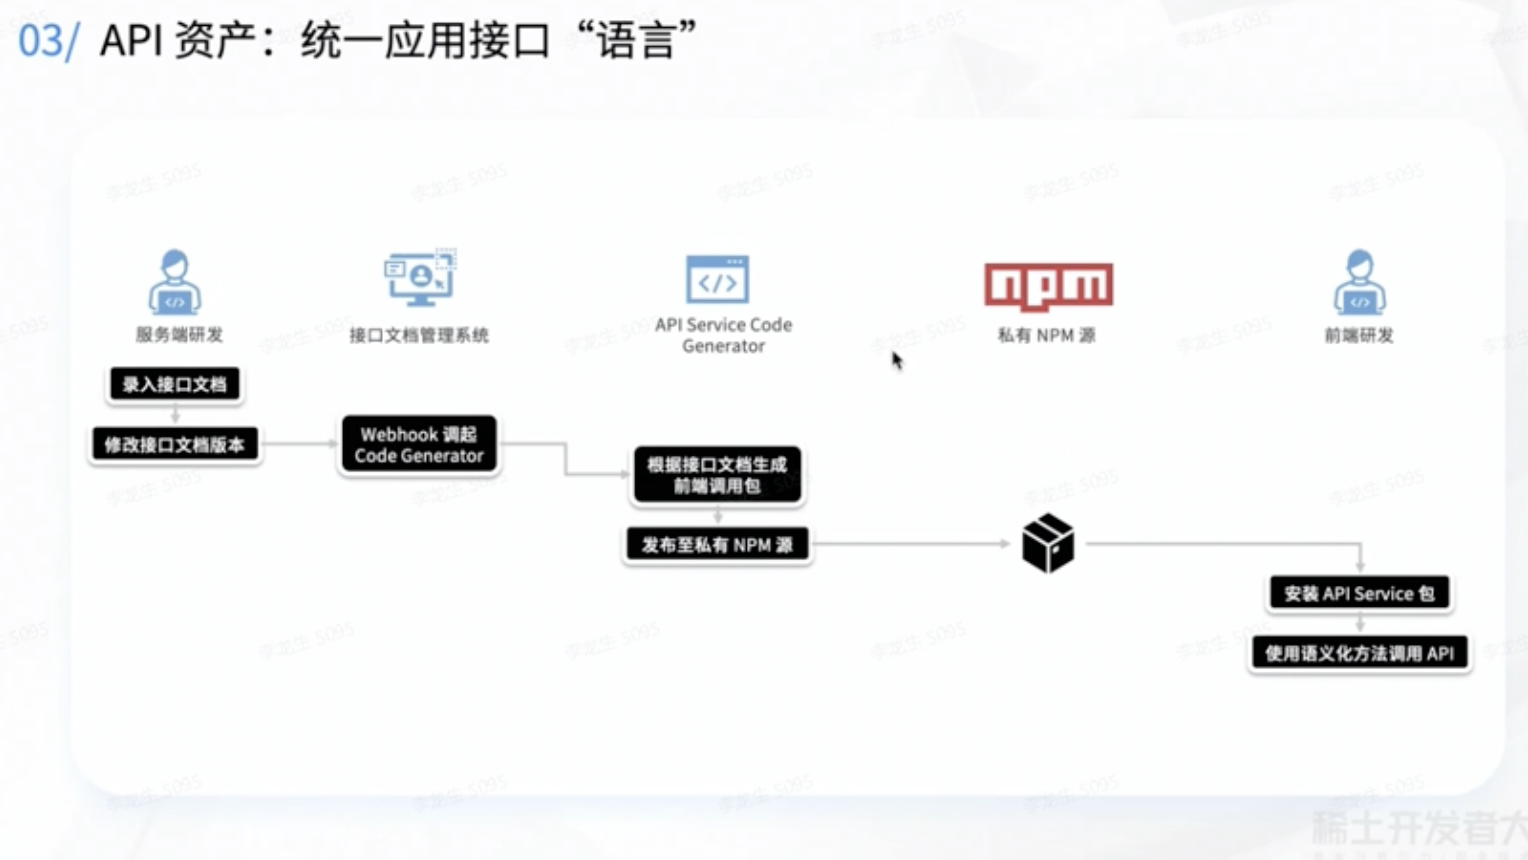 03/ API 资产：统一应用接口“语言”
服务端研发
接口文档管理系统
API Service Code
Generator
npm
私有 NPM 源
前端研发
录入接口文档
修改接口文档版本
Webhook 调起
Code Generator
根据接口文档生成
前端调用包
发布至私有 NPM 源
安装 API Service 包
使用语义化方法调用 API
李龙生 5095
稀土开发者大